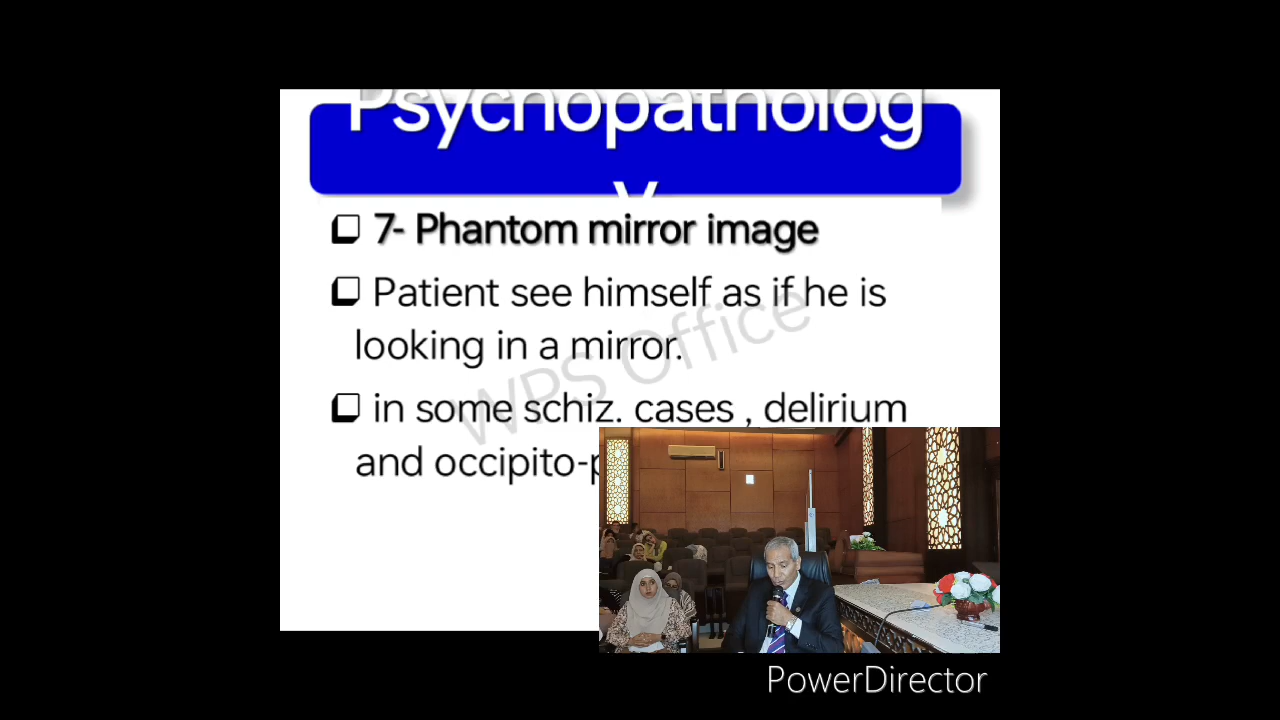 Psychopatholog
y
7- Phantom mirror image
Patient see himself as if he is
looking in a mirror.
in some schiz. cases , delirium
and
WPS Office
PowerDirector